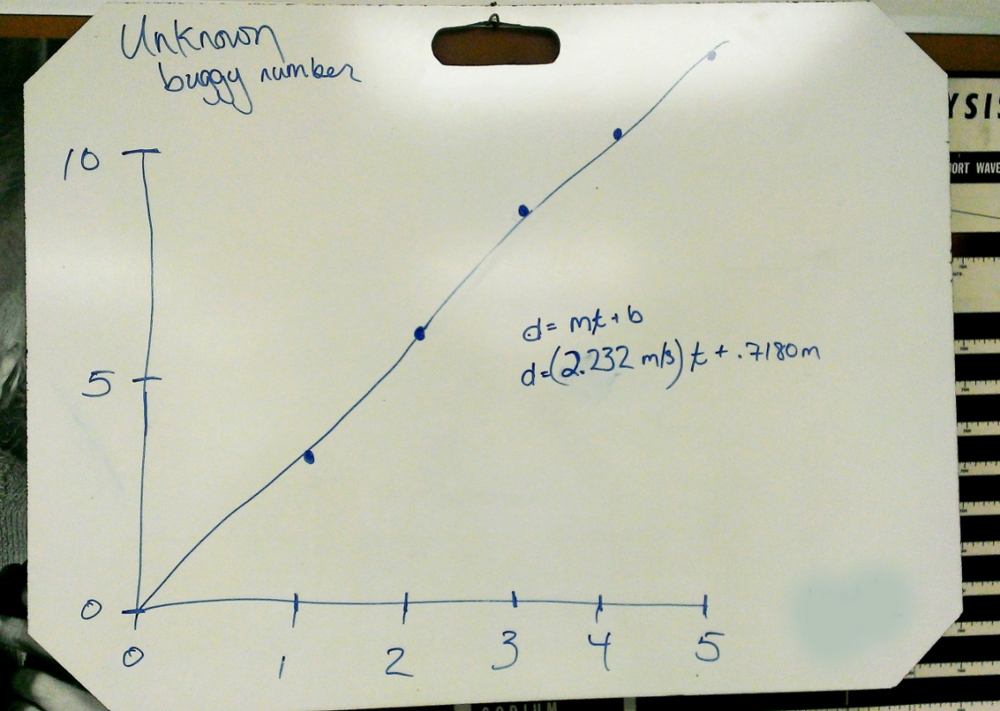 Unknown
buggy number
10
5
0
0 1 2 3 4 5
d = mt + b
d=(2.232 m/s) t + .7180m
YSIS
ORT WAVE